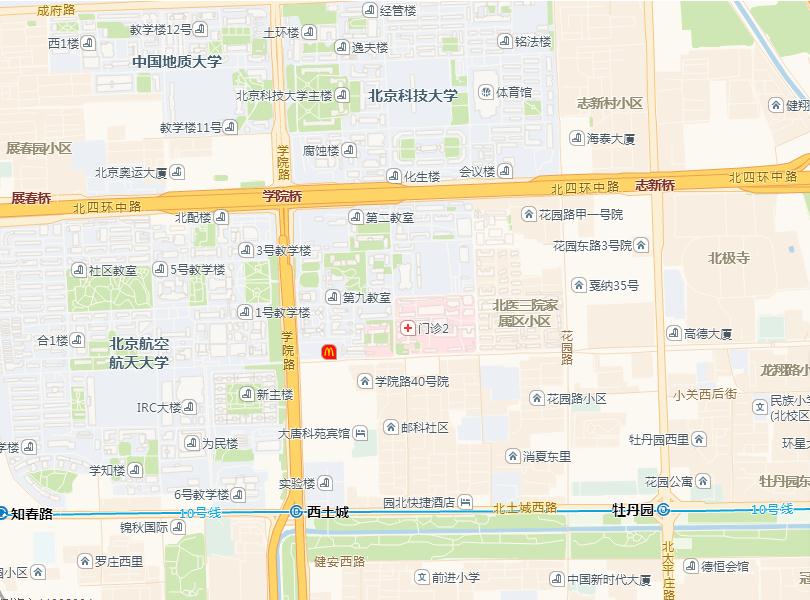 成府路
经管楼
教学楼12号
土环楼
西1楼
逸夫楼
铭法楼
中国地质大学
北京科技大学主楼
北京科技大学
体育馆
志新村小区
健翔
教学楼11号
海泰大厦
展春园小区
腐蚀楼
学院路
北京奥运大厦
化生楼
会议楼
北四环中路
志新桥
北四环中路
展春桥
学院桥
北四环中路
北配楼
第二教室
花园路甲一号院
3号教学楼
花园东路3号院
北极寺
社区教室
5号教学楼
戛纳35号
第九教室
北医三院家
属区小区
1号教学楼
门诊2
高德大厦
合1楼
北京航空
航天大学
学院路
花园路
龙翔路小
学院路40号院
新主楼
花园路小区
小关西后街
民族小学
(北校区
IRC大楼
大唐科苑宾馆
邮科社区
牡丹园西里
环星大
学楼
为民楼
消夏东里
学知楼
实验楼
花园公寓
牡丹园东
6号教学楼
园北快捷酒店
知春路
10号线
西土城
北土城西路
牡丹园
10号线
锦秋国际
罗庄西里
健安西路
北太平庄路
德恒会馆
小区
前进小学
中国新时代大厦
冠